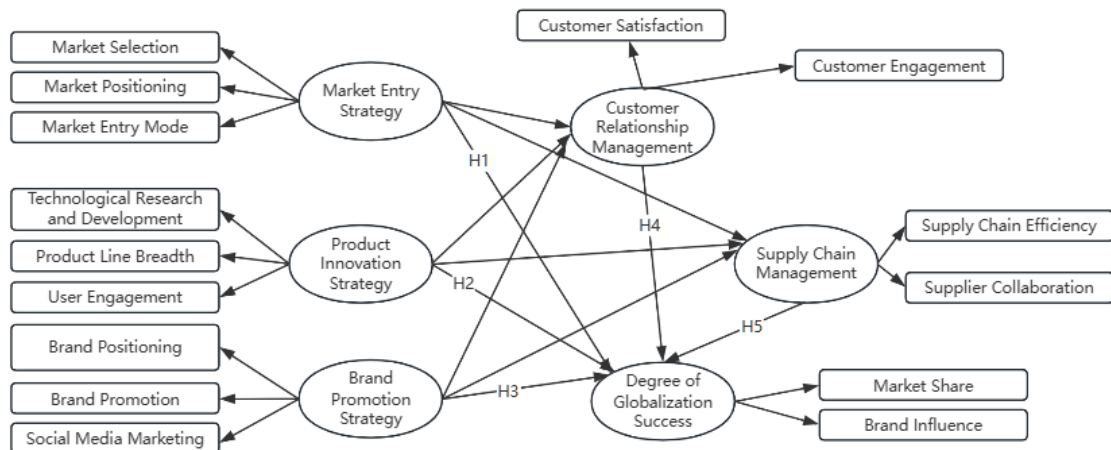 Customer Satisfaction
Market Selection
Customer Engagement
Market Positioning
Market Entry
Strategy
Customer
Relationship
Management
Market Entry Mode
H1
Technological Research
and Development
H4
Supply Chain Efficiency
Product Line Breadth
Product
Innovation
Strategy
Supply Chain
Management
H2
User Engagement
Supplier Collaboration
H5
Brand Positioning
Brand
Promotion
Strategy
H3
Degree of
Globalization
Success
Market Share
Brand Promotion
Brand Influence
Social Media Marketing